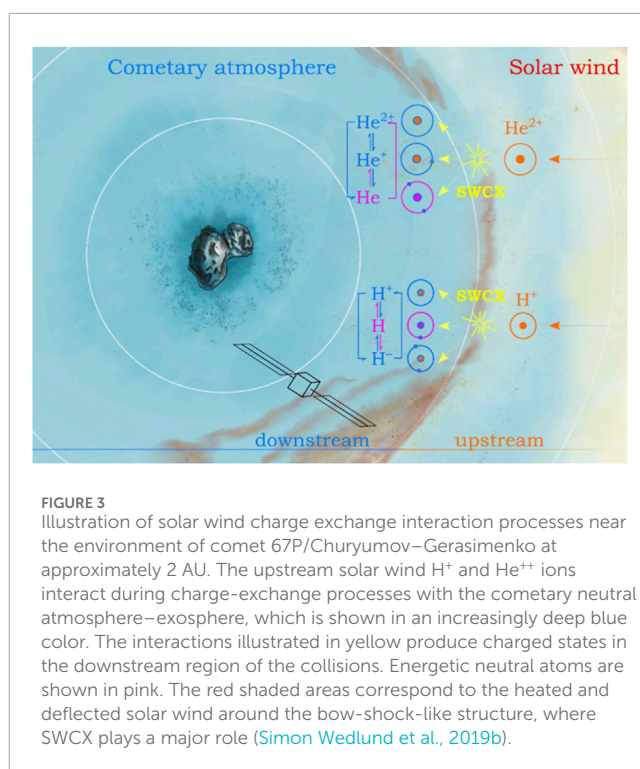 Cometary atmosphere
Solar wind
He²⁺
He⁺
He
He²⁺
SWCX
H⁺
H
H⁻
SWCX
H⁺
downstream
upstream
FIGURE 3
Illustration of solar wind charge exchange interaction processes near
the environment of comet 67P/Churyumov–Gerasimenko at
approximately 2 AU. The upstream solar wind H⁺ and He⁺⁺ ions
interact during charge-exchange processes with the cometary neutral
atmosphere–exosphere, which is shown in an increasingly deep blue
color. The interactions illustrated in yellow produce charged states in
the downstream region of the collisions. Energetic neutral atoms are
shown in pink. The red shaded areas correspond to the heated and
deflected solar wind around the bow-shock-like structure, where
SWCX plays a major role (Simon Wedlund et al., 2019b).